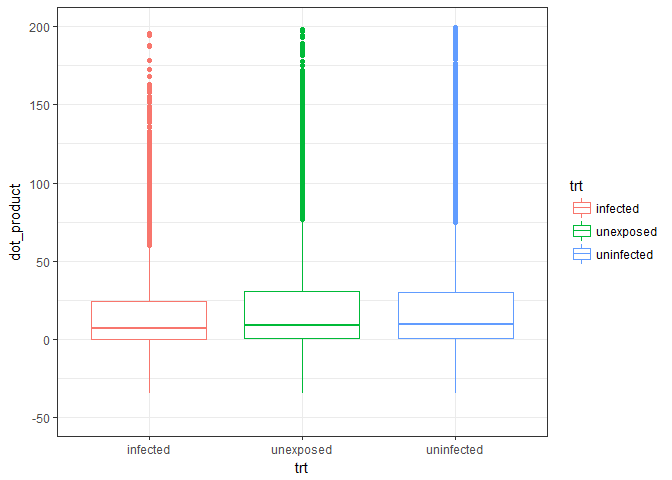 200
150
100
50
0
-50
dot_product
infected
unexposed
uninfected
trt
trt
infected
unexposed
uninfected